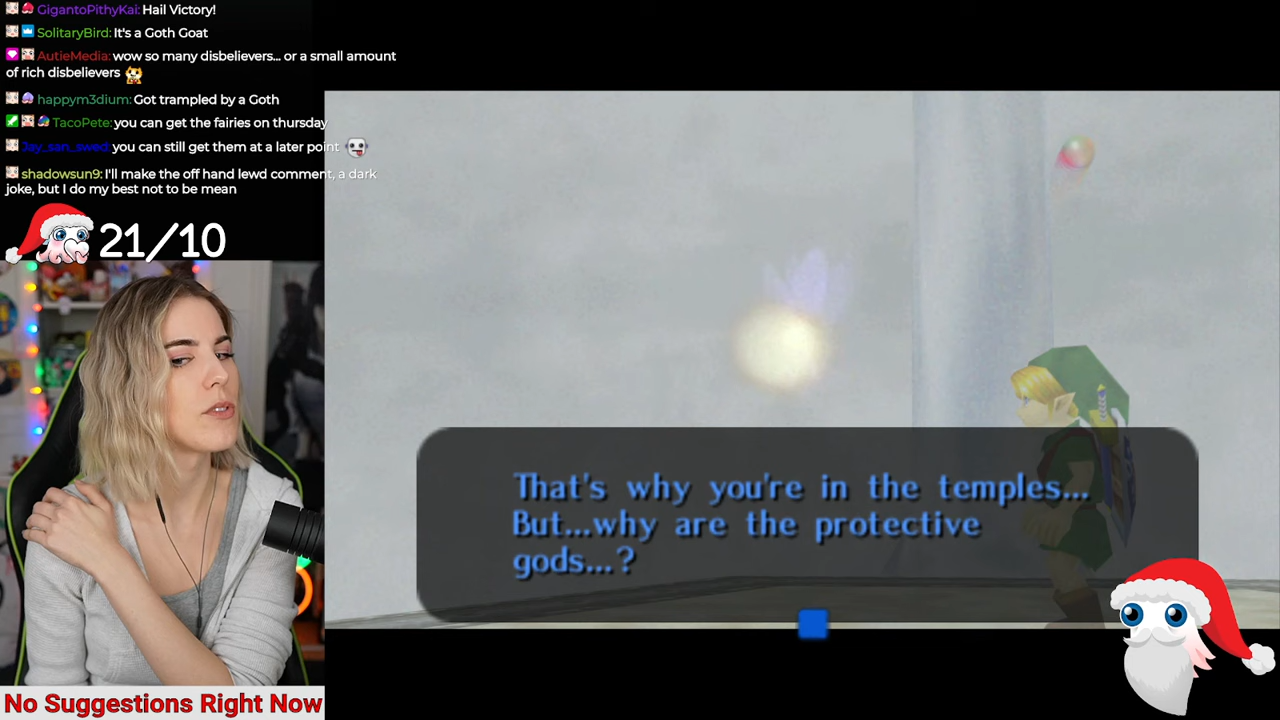 GigantoPithyKai: Hail Victory!
SolitaryBird: It's a Goth Goat
AutieMedia: wow so many disbelievers... or a small amount
of rich disbelievers
happym3dium: Got trampled by a Goth
TacoPete: you can get the fairies on thursday
Jay_san_swed: you can still get them at a later point
shadowsun9: I'll make the off hand lewd comment, a dark
joke, but I do my best not to be mean
21/10
That's why you're in the temples...
But...why are the protective
gods...?
No Suggestions Right Now